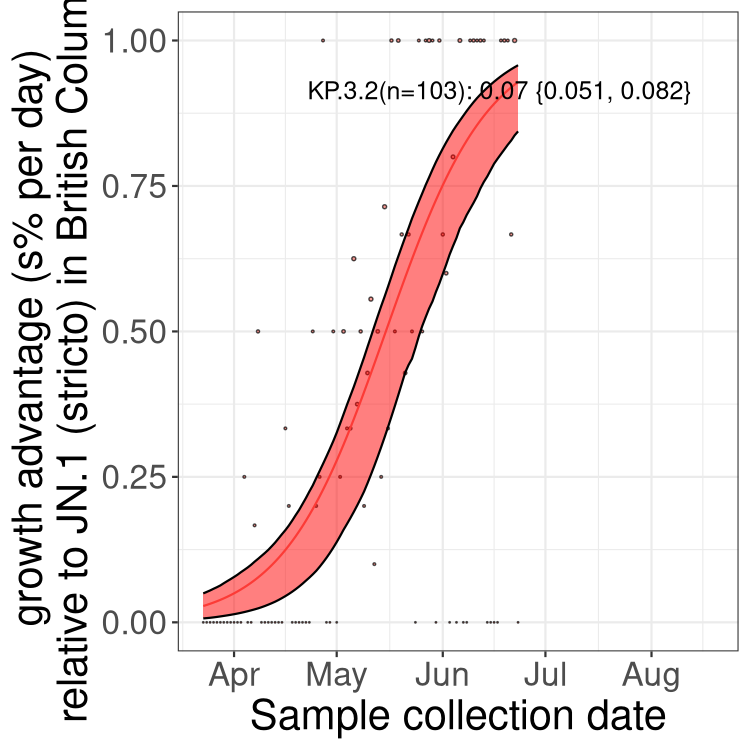 growth advantage (s% per day)
relative to JN.1 (stricto) in British Colum
1.00
0.75
0.50
0.25
0.00
KP.3.2(n=103): 0.07 {0.051, 0.082}
Apr May Jun Jul Aug
Sample collection date